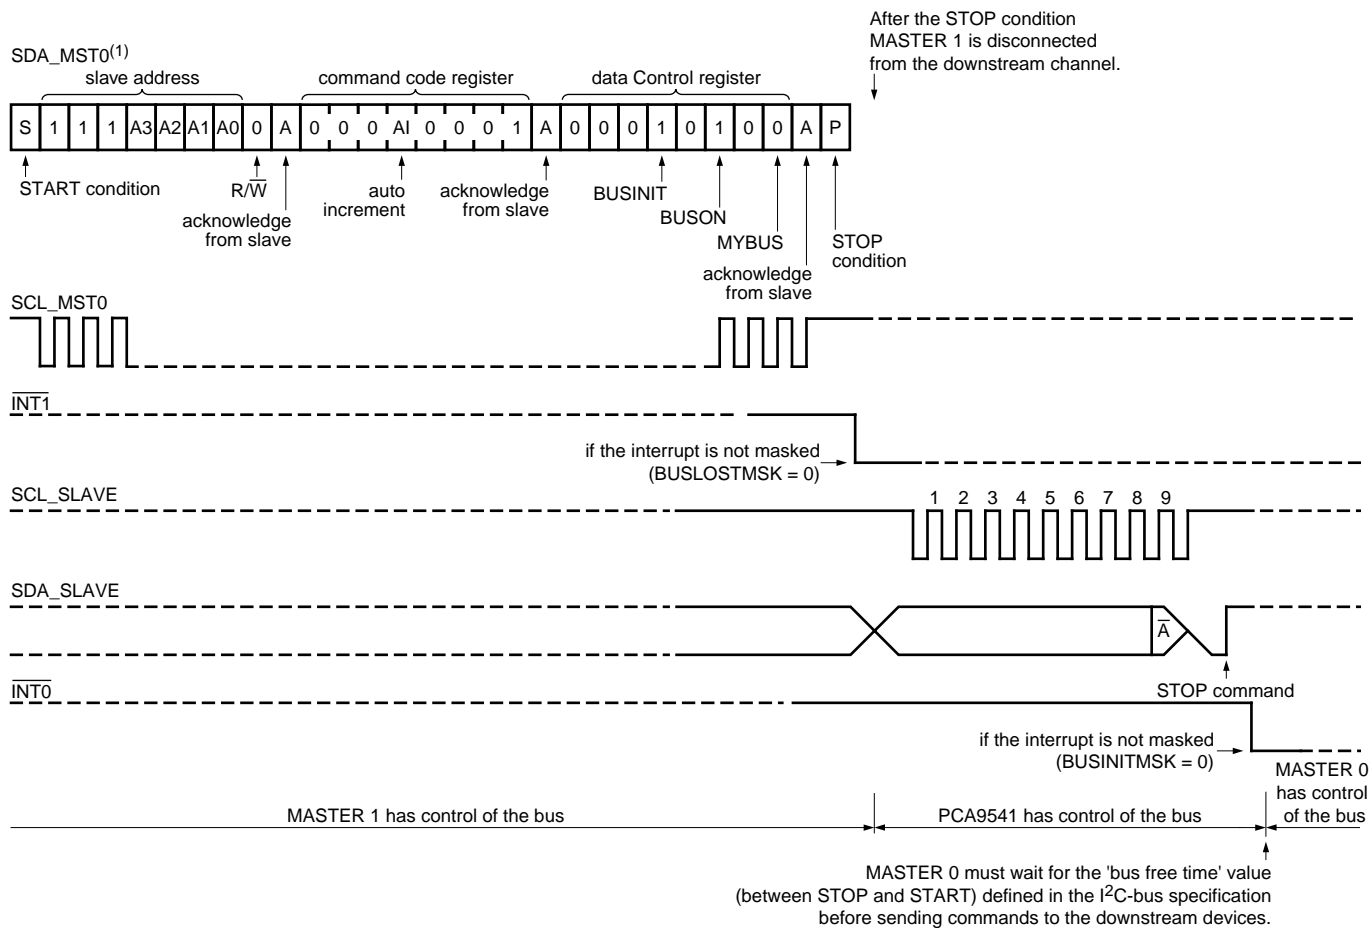 After the STOP condition
MASTER 1 is disconnected
from the downstream channel.
SDA_MST0(1)
slave address
command code register
data Control register
S 1 1 1 A3 A2 A1 A0 0 A 0 0 0 AI 0 0 0 1 A 0 0 0 1 0 1 0 0 A P
START condition
R/W
acknowledge
from slave
auto
increment
acknowledge
from slave
BUSINIT
BUSON
MYBUS
acknowledge
from slave
STOP
condition
SCL_MST0
INT1
if the interrupt is not masked
(BUSLOSTMSK = 0)
SCL_SLAVE
1 2 3 4 5 6 7 8 9
SDA_SLAVE
A
STOP command
INT0
if the interrupt is not masked
(BUSINITMSK = 0)
MASTER 1 has control of the bus
PCA9541 has control of the bus
MASTER 0
has control
of the bus
MASTER 0 must wait for the 'bus free time' value
(between STOP and START) defined in the I2C-bus specification
before sending commands to the downstream devices.